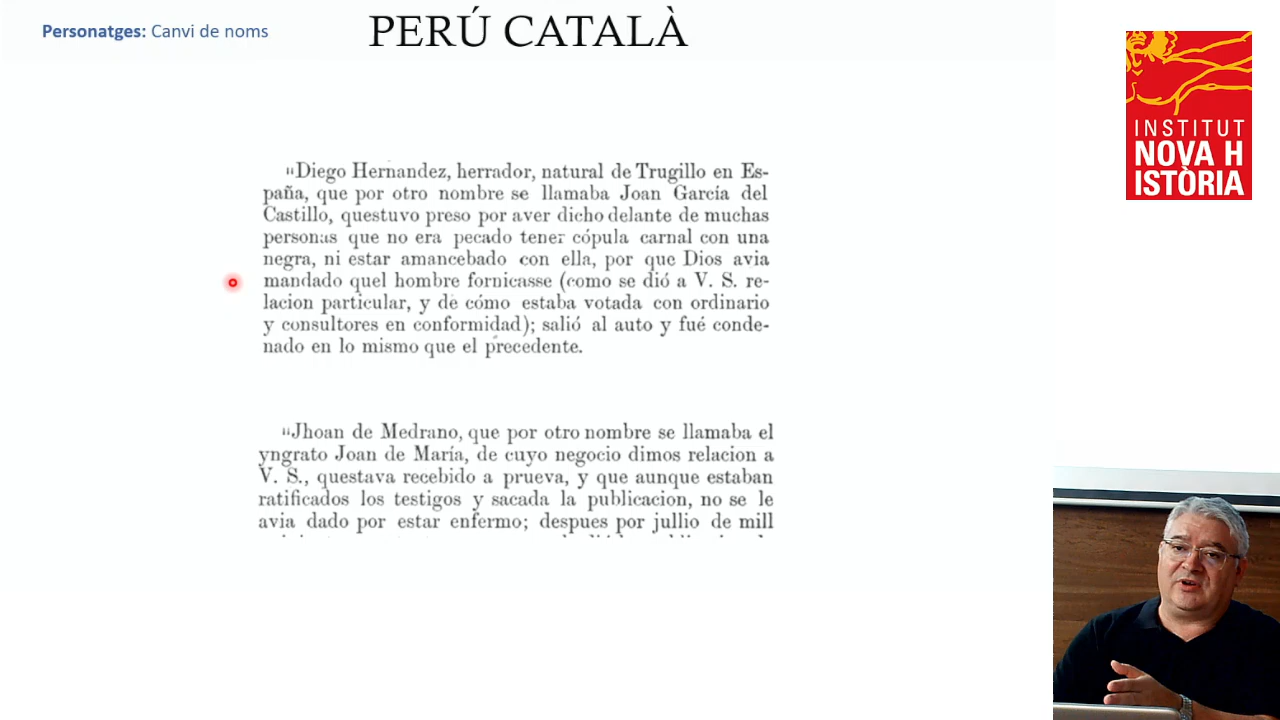 Personatges: Canvi de noms
PERÚ CATALÀ
INSTITUT
NOVA H
ISTÒRIA
"Diego Hernandez, herrador, natural de Trugillo en Es-
paña, que por otro nombre se llamaba Joan García del
Castillo, questuvo preso por aver dicho delante de muchas
personas que no era pecado tener cópula carnal con una
negra, ni estar amancebado con ella, por que Dios avia
mandado quel hombre fornicasse (como se dió a V. S. re-
lacion particular, y de cómo estaba votada con ordinario
y consultores en conformidad); salió al auto y fué conde-
nado en lo mismo que el precedente.
"Jhoan de Medrano, que por otro nombre se llamaba el
yngrato Joan de María, de cuyo negocio dimos relacion a
V. S., questava recebido a prueva, y que aunque estaban
ratificados los testigos y sacada la publicacion, no se le
avia dado por estar enfermo; despues por jullio de mill